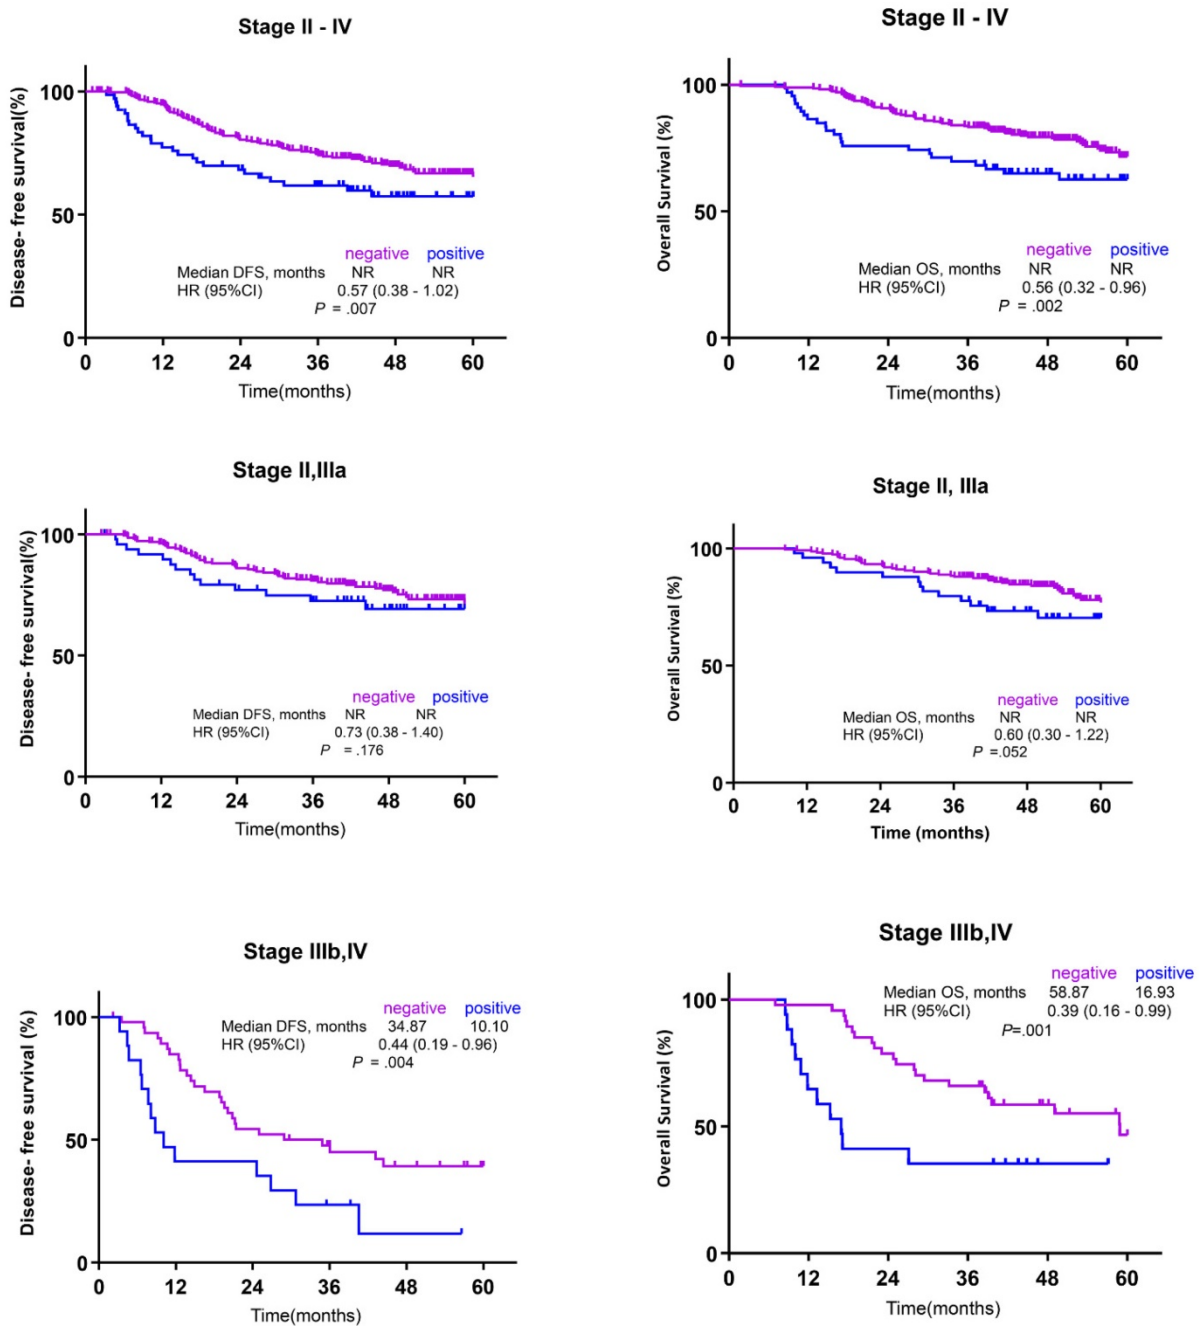 Stage II - IV
Disease- free survival(%)
100
50
0
negative positive
Median DFS, months NR NR
HR (95%CI) 0.57 (0.38 - 1.02)
P = .007
0 12 24 36 48 60
Time(months)
Stage II - IV
Overall Survival (%)
100
50
0
negative positive
Median OS, months NR NR
HR (95%CI) 0.56 (0.32 - 0.96)
P = .002
0 12 24 36 48 60
Time(months)
Stage II,IIIa
Disease- free survival(%)
100
50
0
negative positive
Median DFS, months NR NR
HR (95%CI) 0.73 (0.38 - 1.40)
P = .176
0 12 24 36 48 60
Time(months)
Stage II, IIIa
Overall Survival (%)
100
50
0
negative positive
Median OS, months NR NR
HR (95%CI) 0.60 (0.30 - 1.22)
P =.052
0 12 24 36 48 60
Time (months)
Stage IIIb,IV
Disease- free survival (%)
100
50
0
negative positive
Median DFS, months 34.87 10.10
HR (95%CI) 0.44 (0.19 - 0.96)
P = .004
0 12 24 36 48 60
Time(months)
Stage IIIb,IV
Overall Survival (%)
100
50
0
negative positive
Median OS, months 58.87 16.93
HR (95%CI) 0.39 (0.16 - 0.99)
P=.001
0 12 24 36 48 60
Time(months)